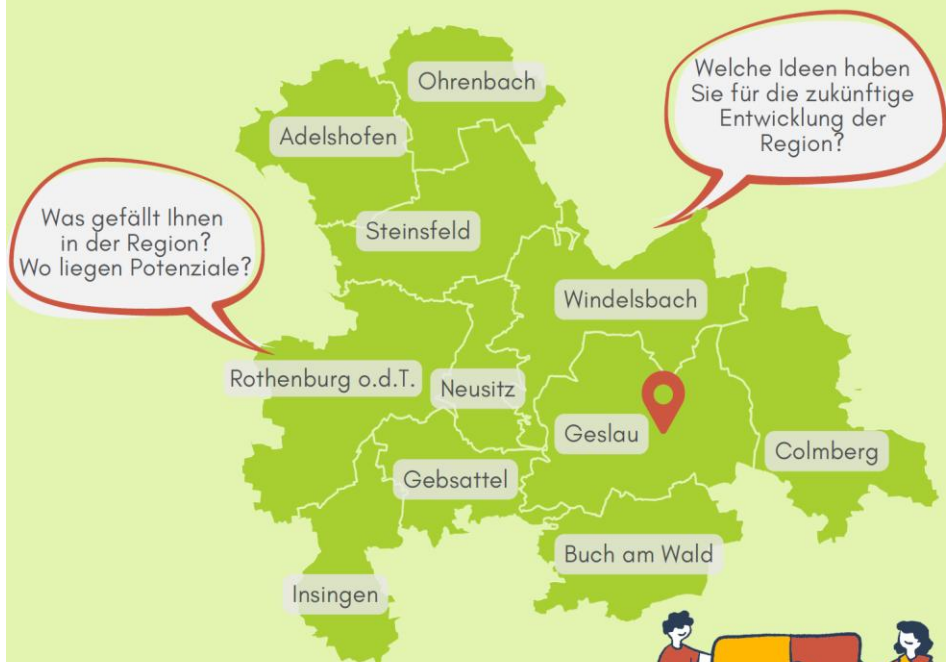 Ohrenbach
Welche Ideen haben
Sie für die zukünftige
Entwicklung der
Region?
Adelshofen
Was gefällt Ihnen
in der Region?
Wo liegen Potenziale?
Steinsfeld
Windelsbach
Rothenburg o.d.T.
Neusitz
Geslau
Colmberg
Gebsattel
Buch am Wald
Insingen